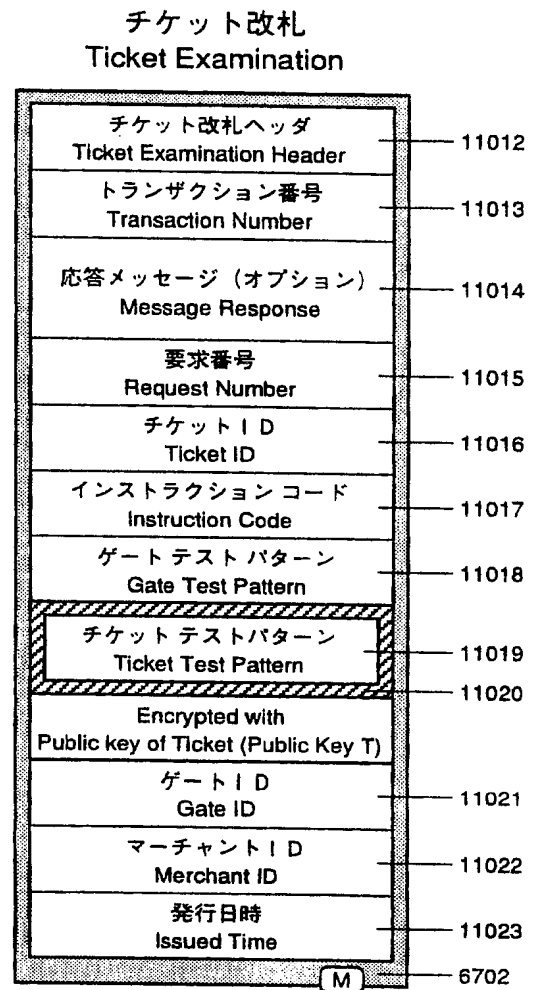 チケット改札
Ticket Examination
チケット改札ヘッダ
Ticket Examination Header
11012
トランザクション番号
Transaction Number
11013
応答メッセージ（オプション）
Message Response
11014
要求番号
Request Number
11015
チケットＩＤ
Ticket ID
11016
インストラクション コード
Instruction Code
11017
ゲート テスト パターン
Gate Test Pattern
11018
チケット テストパターン
Ticket Test Pattern
11019
11020
Encrypted with
Public key of Ticket (Public Key T)
ゲートＩＤ
Gate ID
11021
マーチャントＩＤ
Merchant ID
11022
発行日時
Issued Time
11023
M
6702